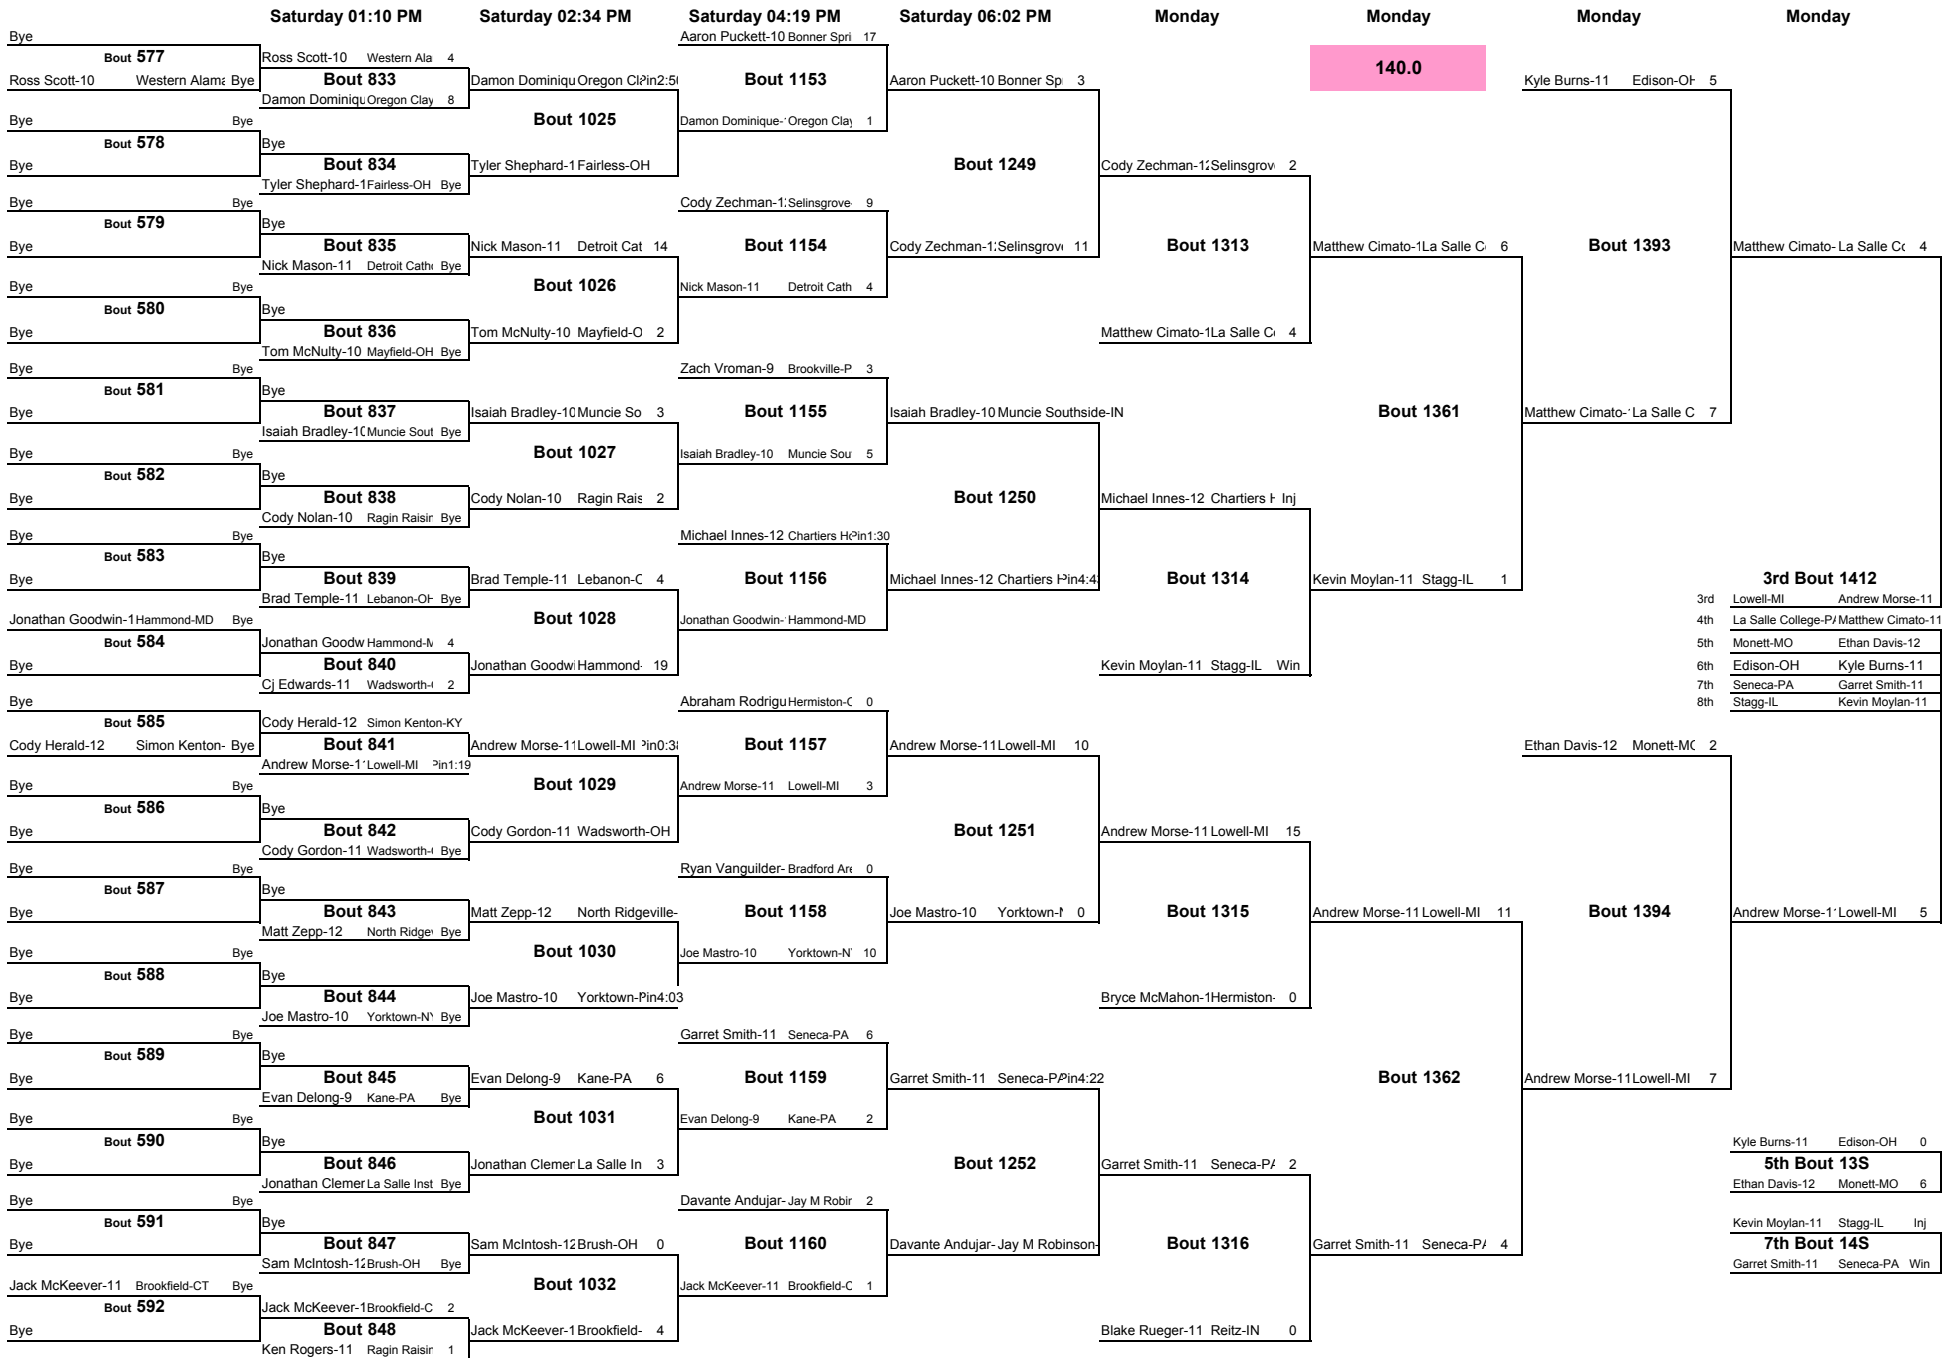 Saturday 01:10 PM Saturday 02:34 PM Saturday 04:19 PM Saturday 06:02 PM Monday Monday Monday Monday
Bye Aaron Puckett-10 Bonner Spri 17
Bout 577 Ross Scott-10 Western Ala 4 140.0
Ross Scott-10 Western Alama Bye Bout 833 Damon Dominiqu Oregon Cl Pin2:50 Bout 1153 Aaron Puckett-10 Bonner Sp 3 Kyle Burns-11 Edison-OH 5
Damon Dominiqu Oregon Clay 8
Bye Bye Bout 1025 Damon Dominique- Oregon Clay 1
Bout 578 Bye
Bye Bout 834 Tyler Shephard-1 Fairless-OH Bout 1249 Cody Zechman-12 Selinsgrov 2
Tyler Shephard-1 Fairless-OH Bye
Bye Bye Cody Zechman-1 Selinsgrove- 9
Bout 579 Bye
Bye Bout 835 Nick Mason-11 Detroit Cat 14 Bout 1154 Cody Zechman-1 Selinsgrov 11 Bout 1313 Matthew Cimato-1 La Salle C 6 Bout 1393 Matthew Cimato- La Salle Co 4
Nick Mason-11 Detroit Catho Bye
Bye Bye Bout 1026 Nick Mason-11 Detroit Cath 4
Bout 580 Bye
Bye Bout 836 Tom McNulty-10 Mayfield-O 2 Matthew Cimato-1 La Salle Co 4
Tom McNulty-10 Mayfield-OH Bye
Bye Bye Zach Vroman-9 Brookville-P 3
Bout 581 Bye
Bye Bout 837 Isaiah Bradley-10 Muncie So 3 Bout 1155 Isaiah Bradley-10 Muncie Southside-IN Bout 1361 Matthew Cimato- La Salle C 7
Isaiah Bradley-10 Muncie Sout Bye
Bye Bye Bout 1027 Isaiah Bradley-10 Muncie Sou 5
Bout 582 Bye
Bye Bout 838 Cody Nolan-10 Ragin Rais 2 Bout 1250 Michael Innes-12 Chartiers H Inj
Cody Nolan-10 Ragin Raisin Bye
Bye Bye Michael Innes-12 Chartiers Ho Pin1:30
Bout 583 Bye
Bye Bout 839 Brad Temple-11 Lebanon-O 4 Bout 1156 Michael Innes-12 Chartiers H Pin4:4 Bout 1314 Kevin Moylan-11 Stagg-IL 1 3rd Bout 1412
Brad Temple-11 Lebanon-OH Bye 3rd Lowell-MI Andrew Morse-11
Jonathan Goodwin-1 Hammond-MD Bye Bout 1028 Jonathan Goodwin- Hammond-MD 4th La Salle College-PA Matthew Cimato-11
Bout 584 Jonathan Goodw Hammond-M 4 5th Monett-MO Ethan Davis-12
Bye Bout 840 Jonathan Goodwi Hammond- 19 Kevin Moylan-11 Stagg-IL Win 6th Edison-OH Kyle Burns-11
Cj Edwards-11 Wadsworth- 2 7th Seneca-PA Garret Smith-11
Bye Abraham Rodrigu Hermiston-O 0 8th Stagg-IL Kevin Moylan-11
Bout 585 Cody Herald-12 Simon Kenton-KY
Cody Herald-12 Simon Kenton- Bye Bout 841 Andrew Morse-11 Lowell-MI Pin0:38 Bout 1157 Andrew Morse-11 Lowell-MI 10 Ethan Davis-12 Monett-MO 2
Andrew Morse-1 Lowell-MI Pin1:19
Bye Bye Bout 1029 Andrew Morse-11 Lowell-MI 3
Bout 586 Bye
Bye Bout 842 Cody Gordon-11 Wadsworth-OH Bout 1251 Andrew Morse-11 Lowell-MI 15
Cody Gordon-11 Wadsworth- Bye
Bye Bye Ryan Vanguilder- Bradford Are 0
Bout 587 Bye
Bye Bout 843 Matt Zepp-12 North Ridgeville- Bout 1158 Joe Mastro-10 Yorktown-N 0 Bout 1315 Andrew Morse-11 Lowell-MI 11 Bout 1394 Andrew Morse-1 Lowell-MI 5
Matt Zepp-12 North Ridgev Bye
Bye Bye Bout 1030 Joe Mastro-10 Yorktown-N 10
Bout 588 Bye
Bye Bout 844 Joe Mastro-10 Yorktown- Pin4:03 Bryce McMahon-1 Hermiston- 0
Joe Mastro-10 Yorktown-NY Bye
Bye Bye Garret Smith-11 Seneca-PA 6
Bout 589 Bye
Bye Bout 845 Evan Delong-9 Kane-PA 6 Bout 1159 Garret Smith-11 Seneca-P Pin4:22 Bout 1362 Andrew Morse-11 Lowell-MI 7
Evan Delong-9 Kane-PA Bye
Bye Bye Bout 1031 Evan Delong-9 Kane-PA 2
Bout 590 Bye Kyle Burns-11 Edison-OH 0
Bye Bout 846 Jonathan Clemen La Salle In 3 Bout 1252 Garret Smith-11 Seneca-PA 2 5th Bout 13S
Jonathan Clemen La Salle Inst Bye Ethan Davis-12 Monett-MO 6
Bye Bye Davante Andujar- Jay M Robin 2
Bout 591 Bye Kevin Moylan-11 Stagg-IL Inj
Bye Bout 847 Sam McIntosh-12 Brush-OH 0 Bout 1160 Davante Andujar- Jay M Robinson- Bout 1316 Garret Smith-11 Seneca-PA 4 7th Bout 14S
Sam McIntosh-12 Brush-OH Bye Garret Smith-11 Seneca-PA Win
Jack McKeever-11 Brookfield-CT Bye Bout 1032 Jack McKeever-11 Brookfield-C 1
Bout 592 Jack McKeever-1 Brookfield-C 2
Bye Bout 848 Jack McKeever-1 Brookfield- 4 Blake Rueger-11 Reitz-IN 0
Ken Rogers-11 Ragin Raisin 1